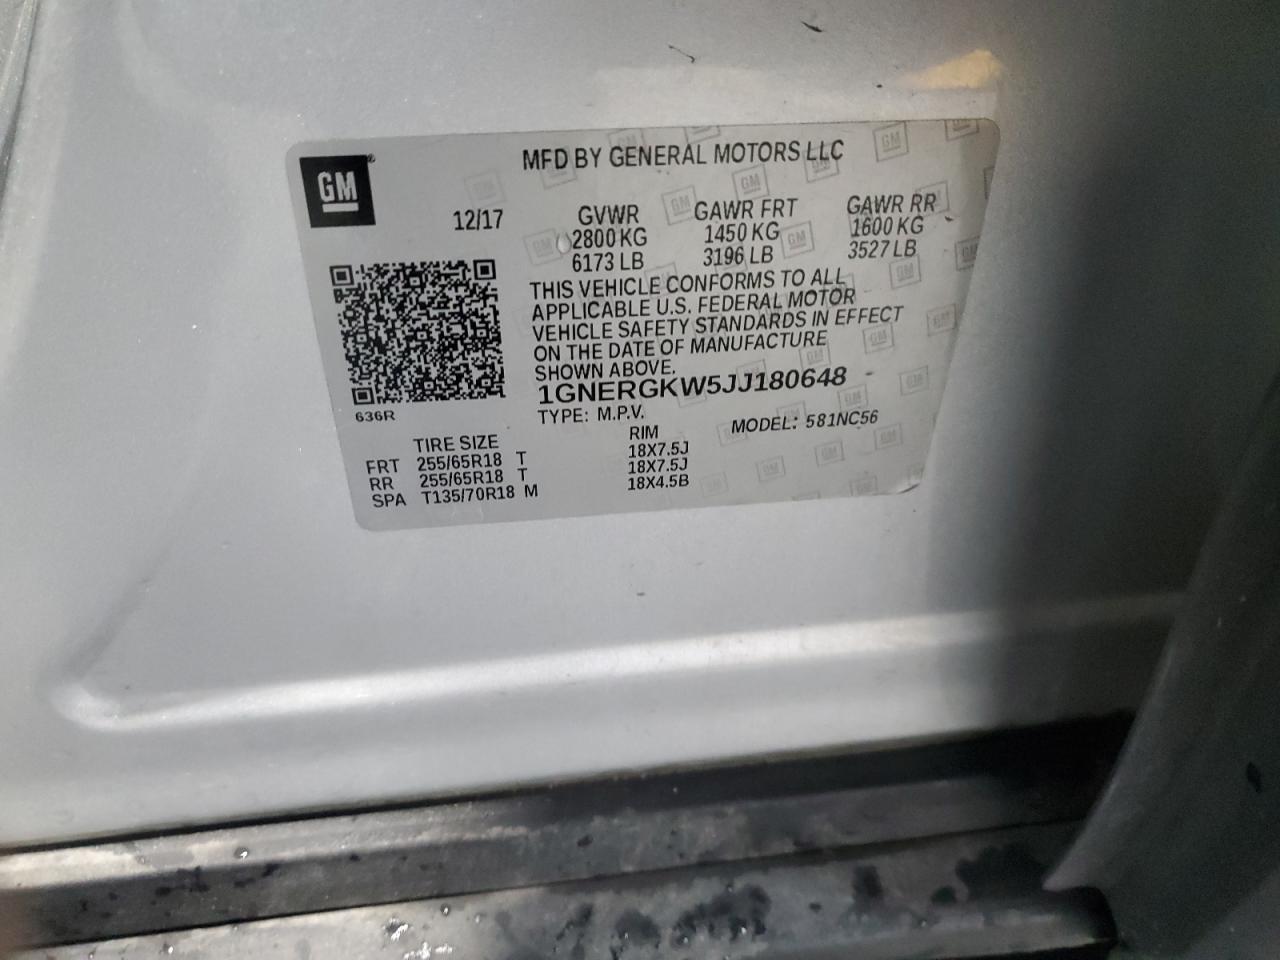 GM®
MFD BY GENERAL MOTORS LLC
12/17
GVWR GAWR FRT GAWR RR
2800 KG 1450 KG 1600 KG
6173 LB 3196 LB 3527 LB
THIS VEHICLE CONFORMS TO ALL
APPLICABLE U.S. FEDERAL MOTOR
VEHICLE SAFETY STANDARDS IN EFFECT
ON THE DATE OF MANUFACTURE
SHOWN ABOVE.
1GNERGKW5JJ180648
636R
TYPE: M.P.V. MODEL: 581NC56
TIRE SIZE RIM
FRT 255/65R18 T 18X7.5J
RR 255/65R18 T 18X7.5J
SPA T135/70R18 M 18X4.5B